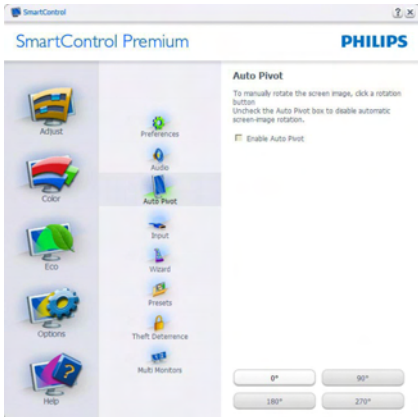 SmartControl
SmartControl Premium
PHILIPS
Adjust
Color
Eco
Options
Help
Preferences
Audio
Auto Pivot
Input
Wizard
Presets
Theft Deterrence
Multi Monitors
Auto Pivot
To manually rotate the screen image, click a rotation
button
Uncheck the Auto Pivot box to disable automatic
screen-image rotation.
Enable Auto Pivot
0°
90°
180°
270°